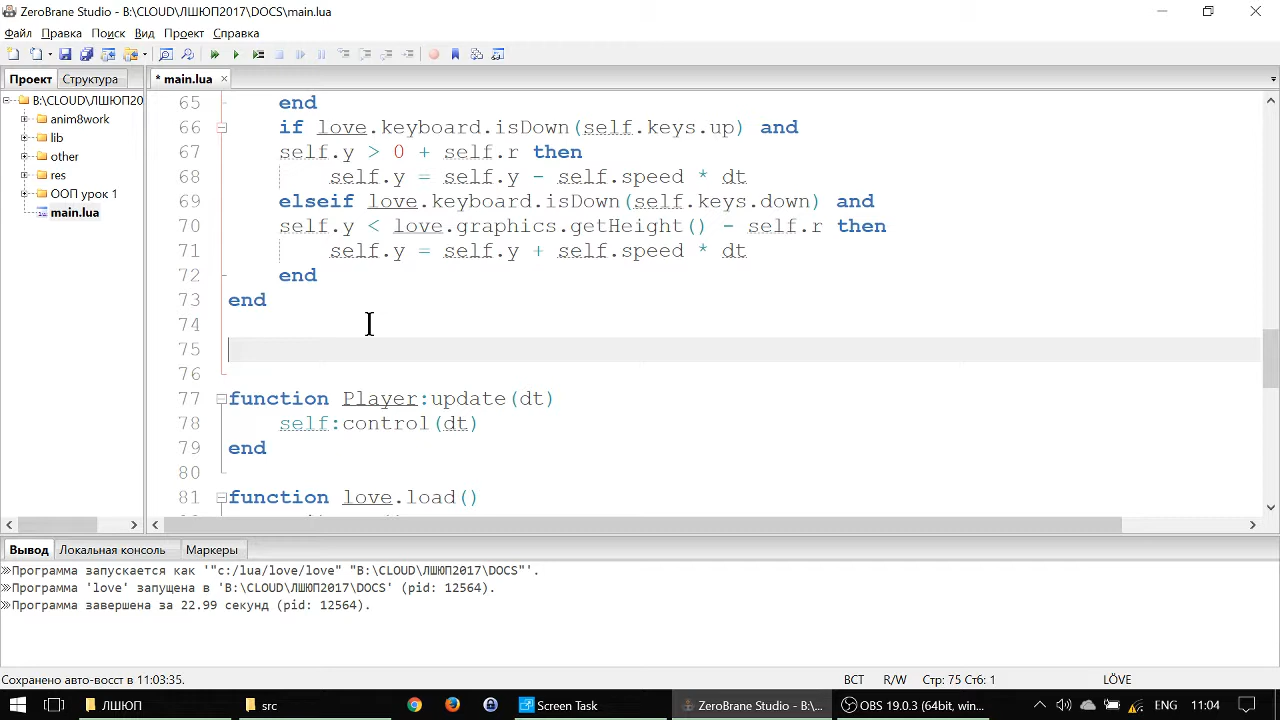 ZeroBrane Studio - B:\CLOUD\ЛШЮП2017\DOCS\main.lua
Файл Правка Поиск Вид Проект Справка
Проект Структура
* main.lua
B:\CLOUD\ЛШЮП20
anim8work
lib
other
res
ООП урок 1
main.lua
65 end
66 if love.keyboard.isDown(self.keys.up) and
67 self.y > 0 + self.r then
68 self.y = self.y - self.speed * dt
69 elseif love.keyboard.isDown(self.keys.down) and
70 self.y < love.graphics.getHeight() - self.r then
71 self.y = self.y + self.speed * dt
72 end
73 end
74
75
76
77 function Player:update(dt)
78 self:control(dt)
79 end
80
81 function love.load()
Вывод Локальная консоль Маркеры
Программа запускается как '"c:/lua/love/love" "B:\CLOUD\ЛШЮП2017\DOCS"'.
Программа 'love' запущена в 'B:\CLOUD\ЛШЮП2017\DOCS' (pid: 12564).
Программа завершена за 22.99 секунд (pid: 12564).
Сохранено авто-восст в 11:03:35.
ВСТ R/W Стр: 75 Стб: 1 LÖVE
ЛШЮП src Screen Task ZeroBrane Studio - B:\... OBS 19.0.3 (64bit, win... ENG 11:04